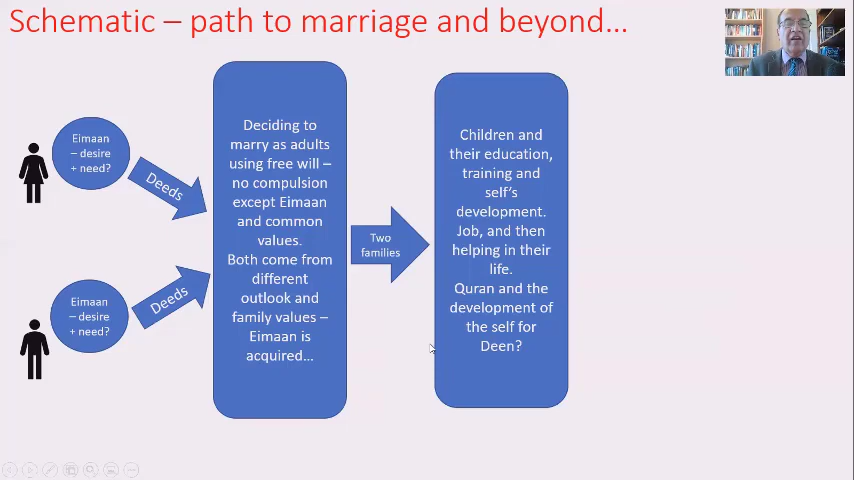 Schematic – path to marriage and beyond...
Eimaan
– desire
+ need?
Deeds
Eimaan
– desire
+ need?
Deeds
Deciding to
marry as adults
using free will –
no compulsion
except Eimaan
and common
values.
Both come from
different
outlook and
family values –
Eimaan is
acquired...
Two
families
Children and
their education,
training and
self's
development.
Job, and then
helping in their
life.
Quran and the
development of
the self for
Deen?